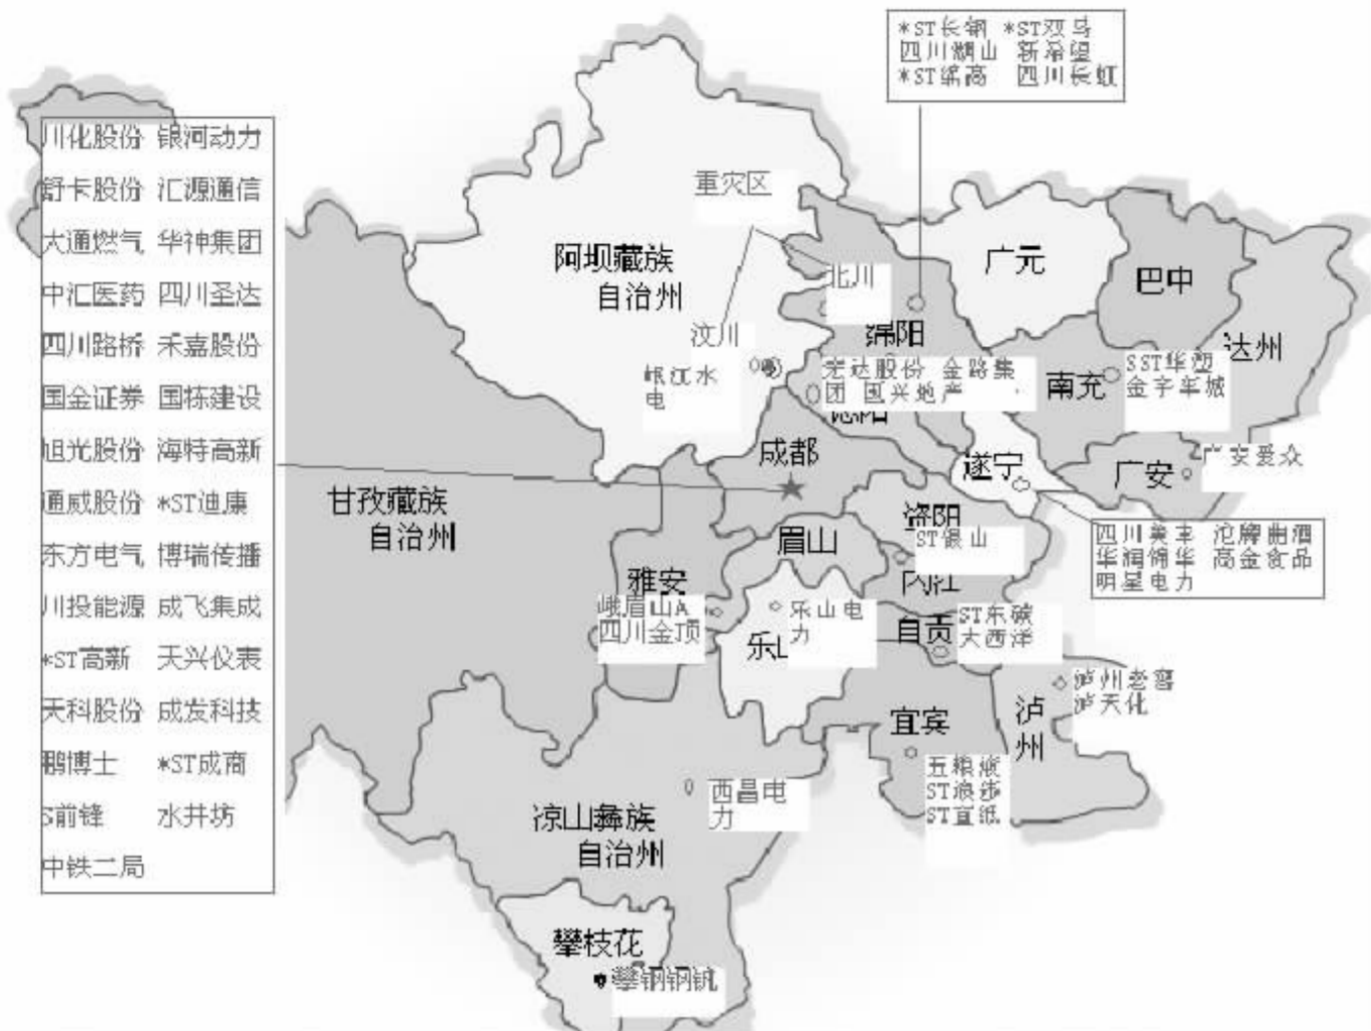 *ST长钢 *ST双马
四川湖山 新希望
*ST绵高 四川长虹
川化股份 银河动力
舒卡股份 汇源通信
大通燃气 华神集团
中汇医药 四川圣达
四川路桥 禾嘉股份
国金证券 国栋建设
旭光股份 海特高新
通威股份 *ST迪康
东方电气 博瑞传播
川投能源 成飞集成
*ST高新 天兴仪表
天科股份 成发科技
鹏博士 *ST成商
S前锋 水井坊
中铁二局
重灾区
阿坝藏族
自治州
北川
汶川
岷江水
电
绵阳
广元
巴中
达州
宏达股份 金路集
团 国兴地产
德阳
南充
SST华塑
金宇车城
成都
遂宁
广安
广安爱众
甘孜藏族
自治州
资阳
ST银山
眉山
内江
四川美丰 沱牌曲酒
华润锦华 高金食品
明星电力
雅安
峨眉山A
四川金顶
乐山
乐山电
力
自贡
ST东碳
大西洋
泸州老窖
泸天化
泸
州
宜宾
五粮液
ST浪莎
ST宜纸
西昌电
力
凉山彝族
自治州
攀枝花
攀钢钢钒